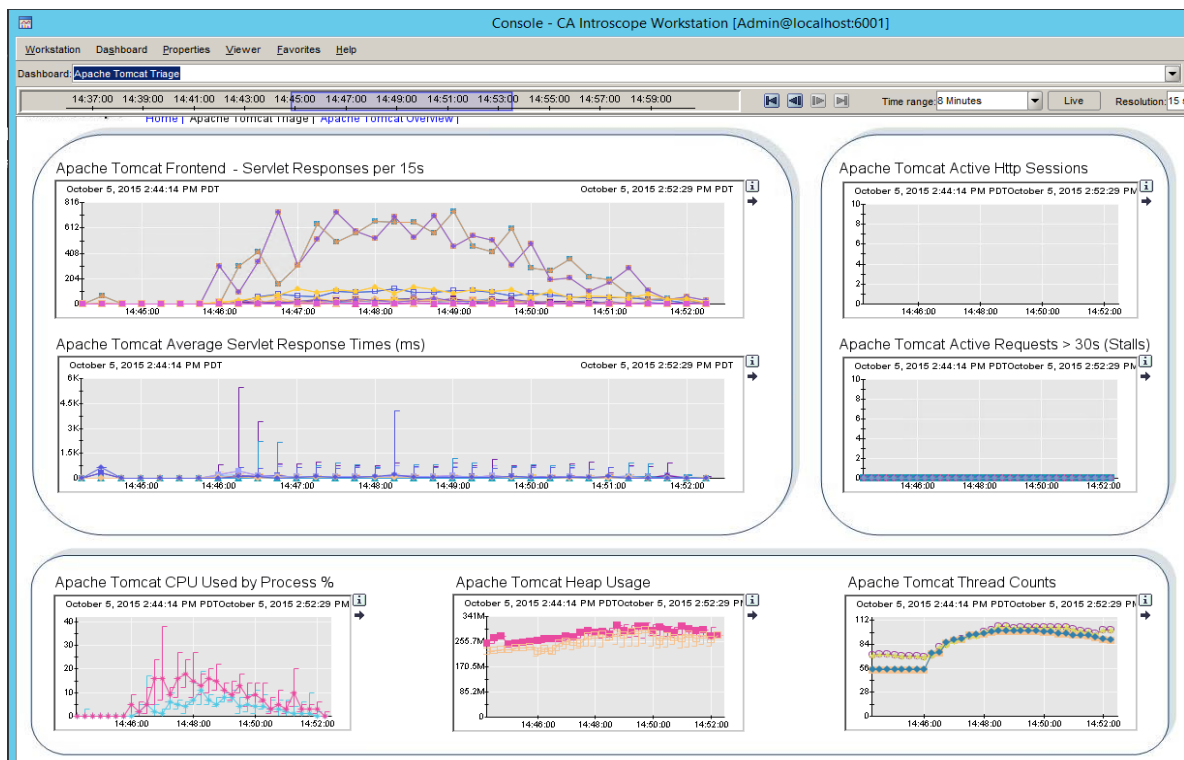 Console - CA Introscope Workstation [Admin@localhost:6001]
Workstation Dashboard Properties Viewer Favorites Help
Dashboard: Apache Tomcat Triage
14:37:00 14:39:00 14:41:00 14:43:00 14:45:00 14:47:00 14:49:00 14:51:00 14:53:00 14:55:00 14:57:00 14:59:00 Time range: 8 Minutes Live Resolution: 15 s
Home | Apache Tomcat Triage | Apache Tomcat Overview |
Apache Tomcat Frontend - Servlet Responses per 15s
October 5, 2015 2:44:14 PM PDT October 5, 2015 2:52:29 PM PDT
816
612
408
204
0
14:45:00 14:46:00 14:47:00 14:48:00 14:49:00 14:50:00 14:51:00 14:52:00
Apache Tomcat Average Servlet Response Times (ms)
October 5, 2015 2:44:14 PM PDT October 5, 2015 2:52:29 PM PDT
6K
4.5K
3K
1.5K
0
14:45:00 14:46:00 14:47:00 14:48:00 14:49:00 14:50:00 14:51:00 14:52:00
Apache Tomcat Active Http Sessions
October 5, 2015 2:44:14 PM PDTOctober 5, 2015 2:52:29 PM
10
8
6
4
2
0
14:46:00 14:48:00 14:50:00 14:52:00
Apache Tomcat Active Requests > 30s (Stalls)
October 5, 2015 2:44:14 PM PDTOctober 5, 2015 2:52:29 PM
10
8
6
4
2
0
14:46:00 14:48:00 14:50:00 14:52:00
Apache Tomcat CPU Used by Process %
October 5, 2015 2:44:14 PM PDTOctober 5, 2015 2:52:29 PM
40
30
20
10
0
14:46:00 14:48:00 14:50:00 14:52:00
Apache Tomcat Heap Usage
October 5, 2015 2:44:14 PM PDTOctober 5, 2015 2:52:29 P
341M
255.7M
170.5M
85.2M
0
14:46:00 14:48:00 14:50:00 14:52:00
Apache Tomcat Thread Counts
October 5, 2015 2:44:14 PM PDTOctober 5, 2015 2:52:29 PM
112
84
56
28
0
14:46:00 14:48:00 14:50:00 14:52:00